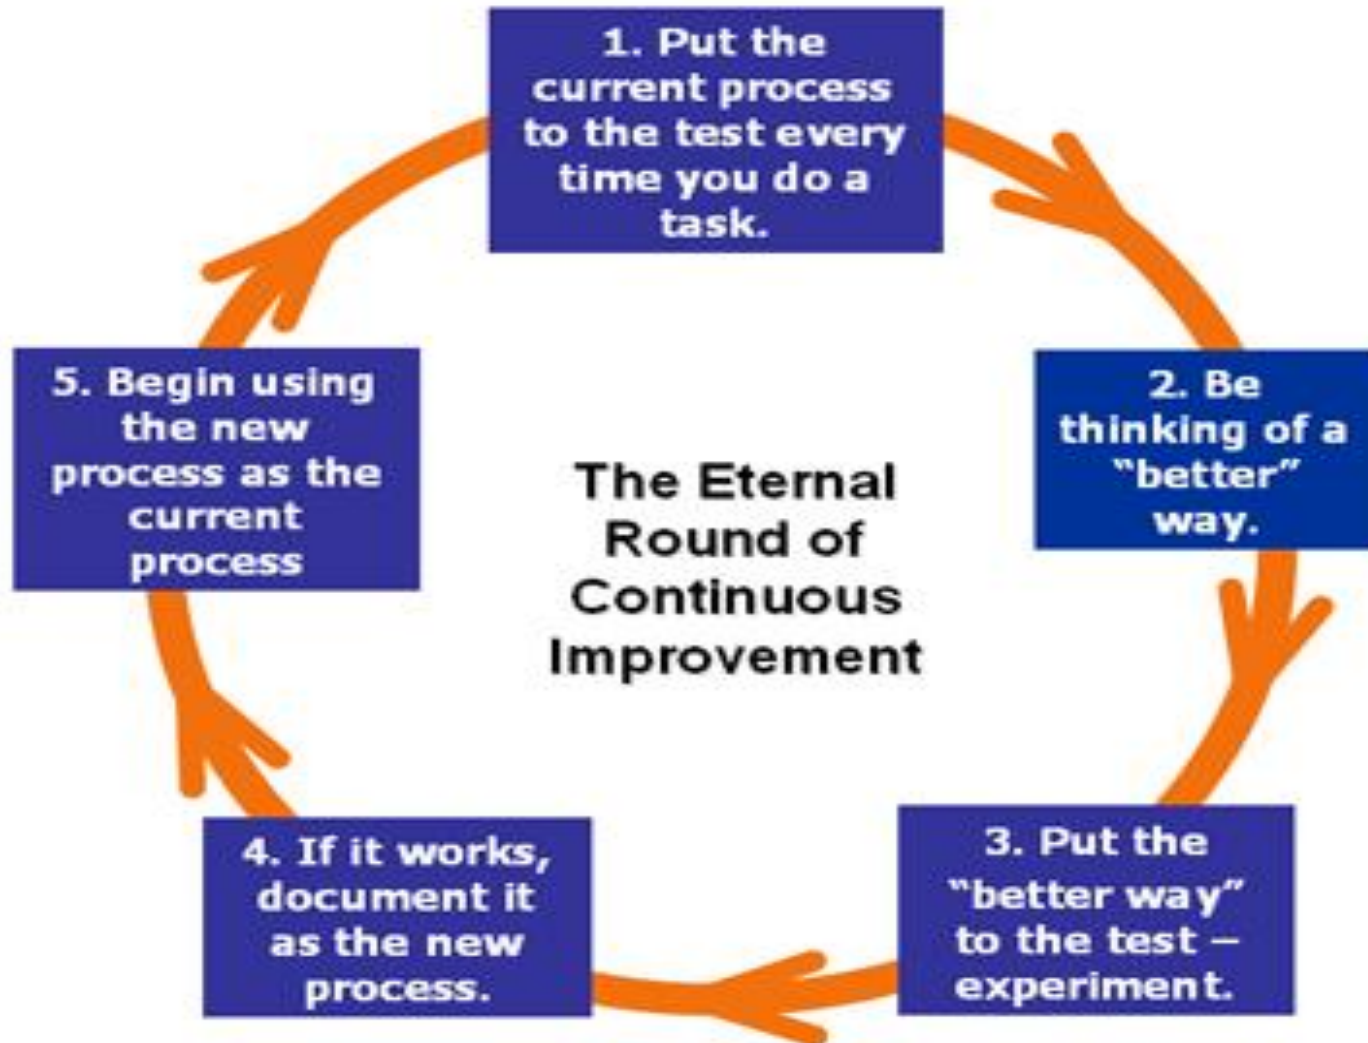 1. Put the
current process
to the test every
time you do a
task.
2. Be
thinking of a
“better”
way.
3. Put the
“better way”
to the test –
experiment.
4. If it works,
document it
as the new
process.
5. Begin using
the new
process as the
current
process
The Eternal
Round of
Continuous
Improvement